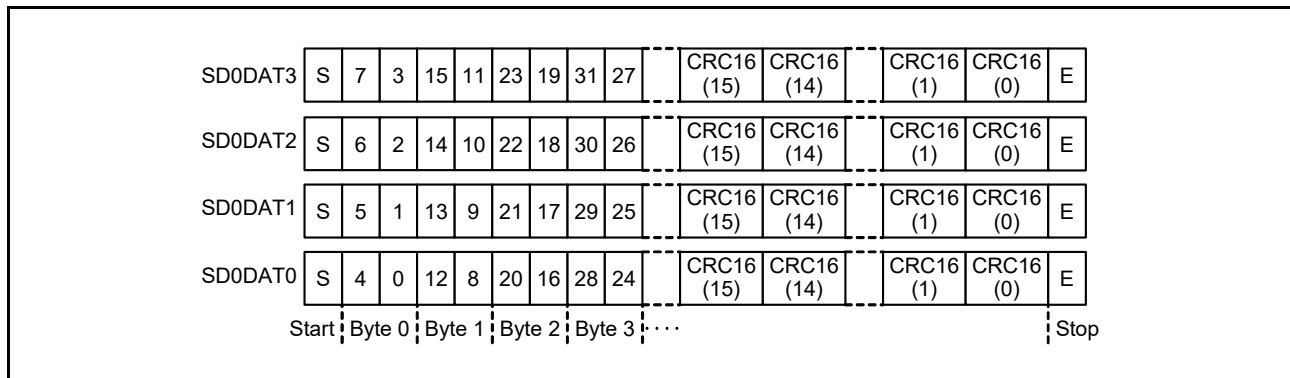 SD0DAT3 S 7 3 15 11 23 19 31 27 CRC16 (15) CRC16 (14) CRC16 (1) CRC16 (0) E
SD0DAT2 S 6 2 14 10 22 18 30 26 CRC16 (15) CRC16 (14) CRC16 (1) CRC16 (0) E
SD0DAT1 S 5 1 13 9 21 17 29 25 CRC16 (15) CRC16 (14) CRC16 (1) CRC16 (0) E
SD0DAT0 S 4 0 12 8 20 16 28 24 CRC16 (15) CRC16 (14) CRC16 (1) CRC16 (0) E
Start Byte 0 Byte 1 Byte 2 Byte 3 ···· Stop